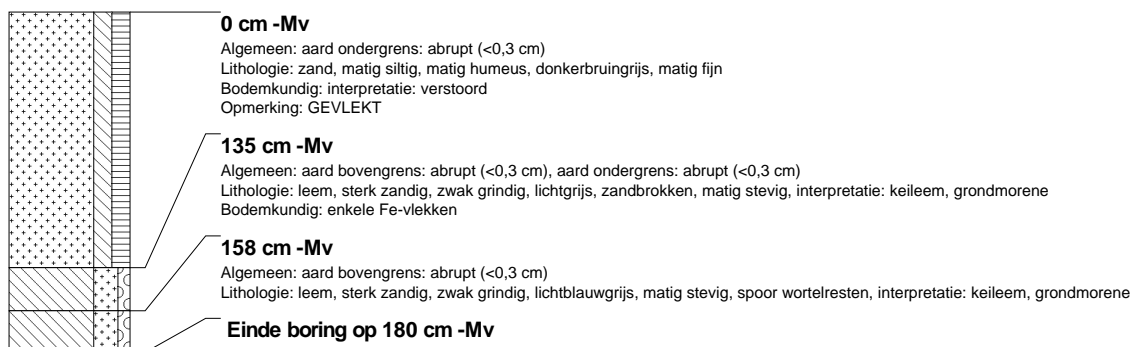 0 cm -Mv
Algemeen: aard ondergrens: abrupt (<0,3 cm)
Lithologie: zand, matig siltig, matig humeus, donkerbruingrijs, matig fijn
Bodemkundig: interpretatie: verstoord
Opmerking: GEVLEKT
135 cm -Mv
Algemeen: aard bovengrens: abrupt (<0,3 cm), aard ondergrens: abrupt (<0,3 cm)
Lithologie: leem, sterk zandig, zwak grindig, lichtgrijs, zandbrokken, matig stevig, interpretatie: keileem, grondmorene
Bodemkundig: enkele Fe-vlekken
158 cm -Mv
Algemeen: aard bovengrens: abrupt (<0,3 cm)
Lithologie: leem, sterk zandig, zwak grindig, lichtblauwgrijs, matig stevig, spoor wortelresten, interpretatie: keileem, grondmorene
Einde boring op 180 cm -Mv